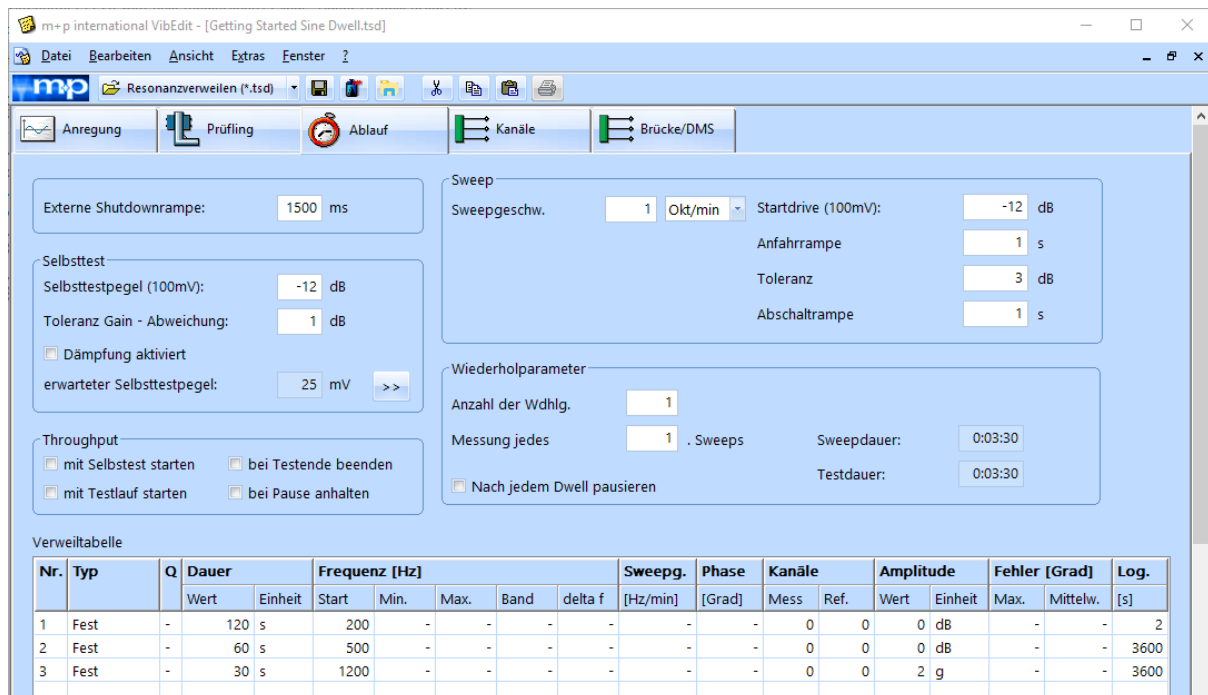 m+p international VibEdit - [Getting Started Sine Dwell.tsd]
Datei Bearbeiten Ansicht Extras Fenster ?
m+p Resonanzverweilen (*.tsd)
Anregung Prüfling Ablauf Kanäle Brücke/DMS
Externe Shutdownrampe: 1500 ms
Selbsttest
Selbsttestpegel (100mV): -12 dB
Toleranz Gain - Abweichung: 1 dB
Dämpfung aktiviert
erwarteter Selbsttestpegel: 25 mV >>
Throughput
mit Selbstest starten bei Testende beenden
mit Testlauf starten bei Pause anhalten
Sweep
Sweepgeschw. 1 Okt/min Startdrive (100mV): -12 dB
Anfahrrampe 1 s
Toleranz 3 dB
Abschaltrampe 1 s
Wiederholparameter
Anzahl der Wdhlg. 1
Messung jedes 1 . Sweeps Sweepdauer: 0:03:30
Testdauer: 0:03:30
Nach jedem Dwell pausieren
Verweiltabelle
Nr. Typ Q Dauer Frequenz [Hz] Sweepg. Phase Kanäle Amplitude Fehler [Grad] Log.
Wert Einheit Start Min. Max. Band delta f [Hz/min] [Grad] Mess Ref. Wert Einheit Max. Mittelw. [s]
1 Fest - 120 s 200 - - - - - - 0 0 0 dB - - 2
2 Fest - 60 s 500 - - - - - - 0 0 0 dB - - 3600
3 Fest - 30 s 1200 - - - - - - 0 0 2 g - - 3600